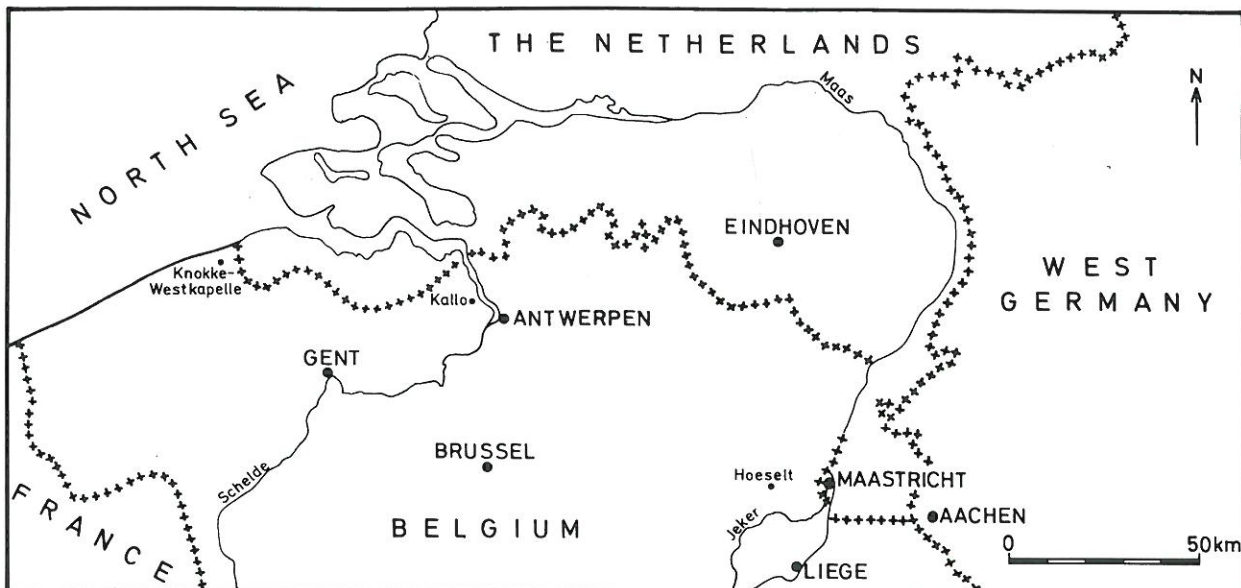 THE NETHERLANDS
NORTH SEA
Maas
N
EINDHOVEN
WEST
GERMANY
Knokke-
Westkapelle
Kallo
ANTWERPEN
GENT
BRUSSEL
Schelde
Hoeselt
MAASTRICHT
FRANCE
BELGIUM
Jeker
AACHEN
LIEGE
0
50km